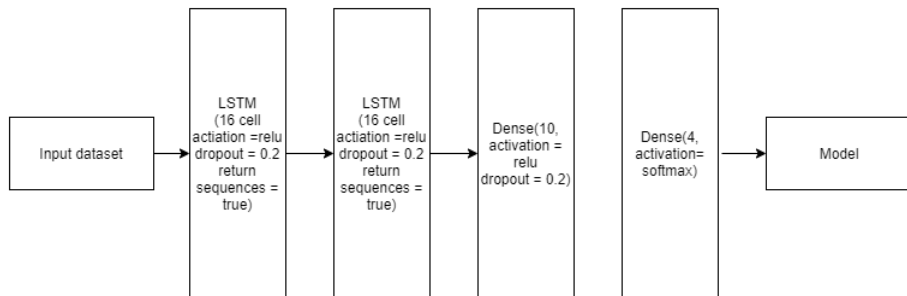 Input dataset
LSTM
(16 cell
actiation =relu
dropout = 0.2
return
sequences =
true)
LSTM
(16 cell
actiation =relu
dropout = 0.2
return
sequences =
true)
Dense(10,
activation =
relu
dropout = 0.2)
Dense(4,
activation=
softmax)
Model